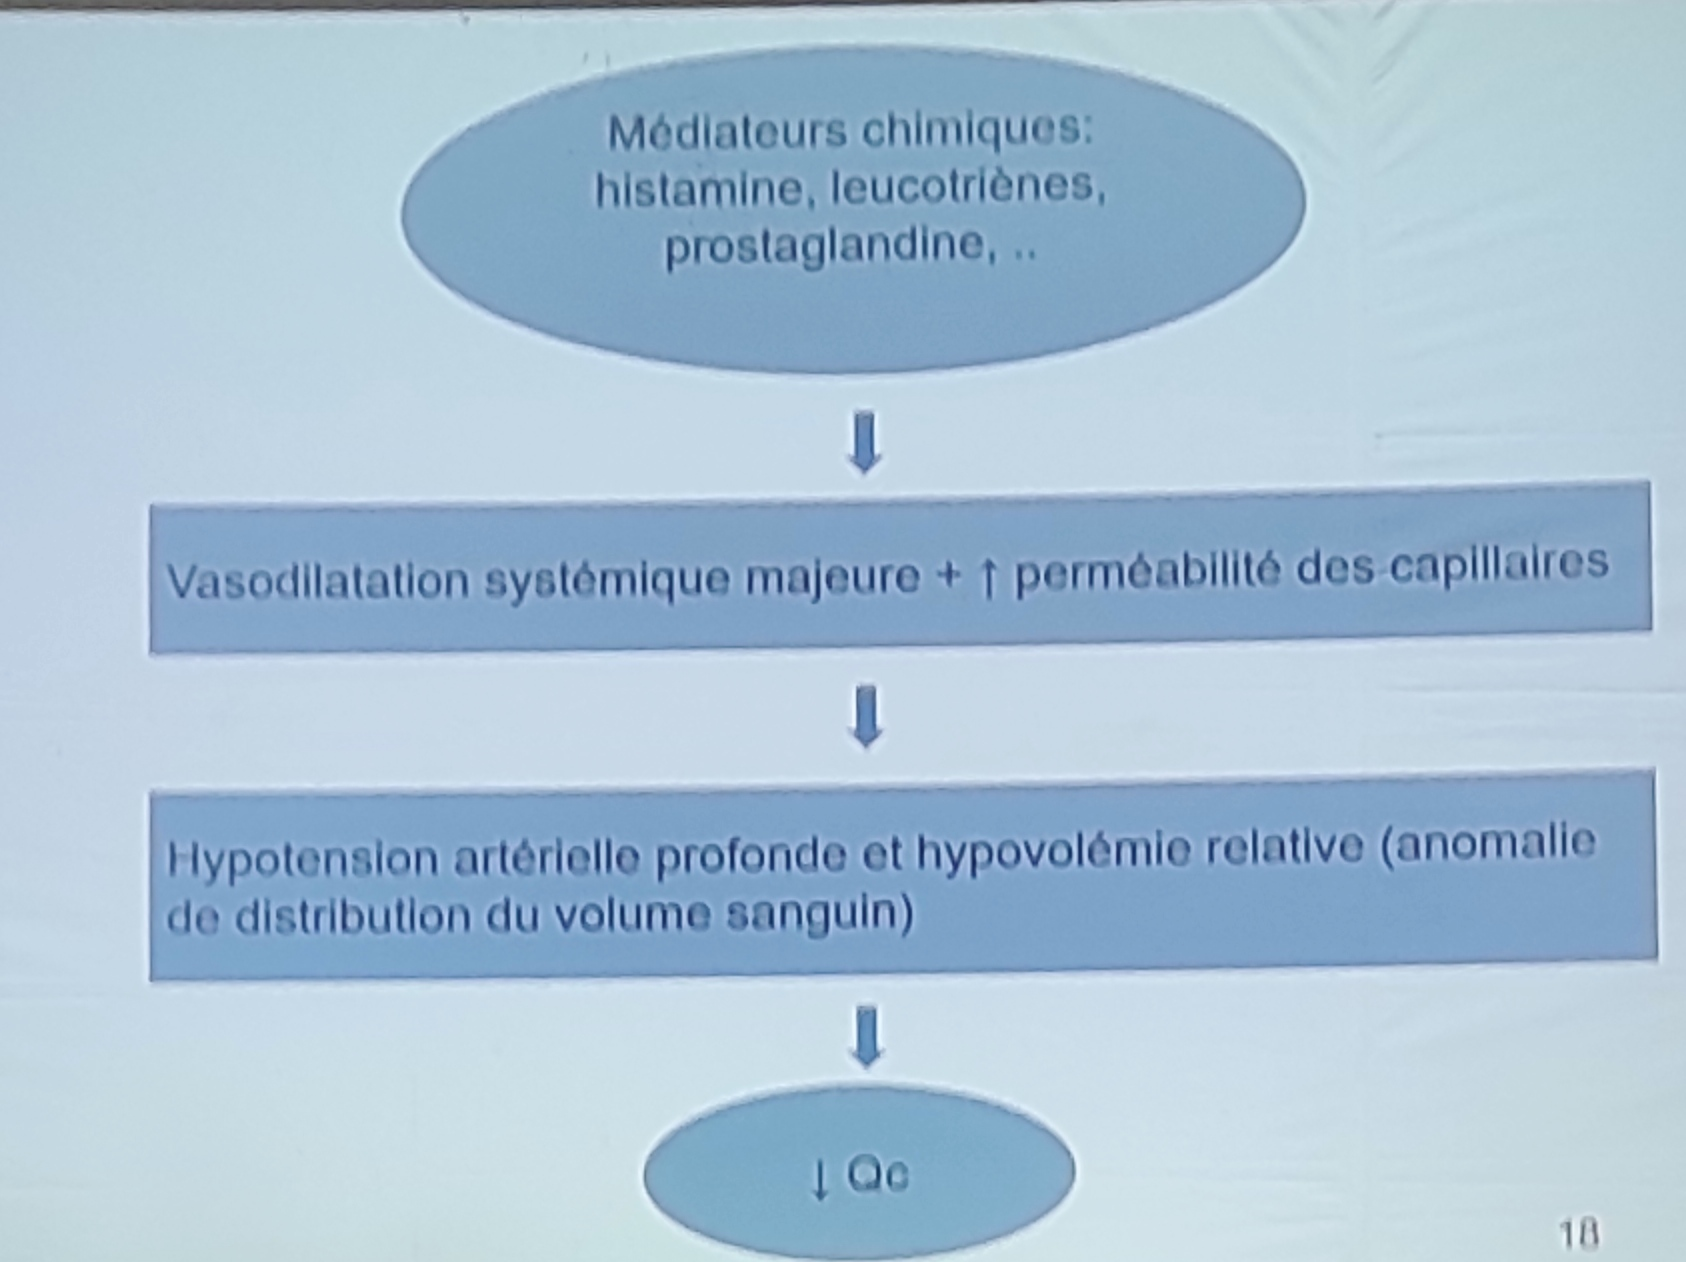 Médiateurs chimiques:
histamine, leucotriènes,
prostaglandine, ..
Vasodilatation systémique majeure + ↑ perméabilité des capillaires
Hypotension artérielle profonde et hypovolémie relative (anomalie
de distribution du volume sanguin)
↓ Qc
18